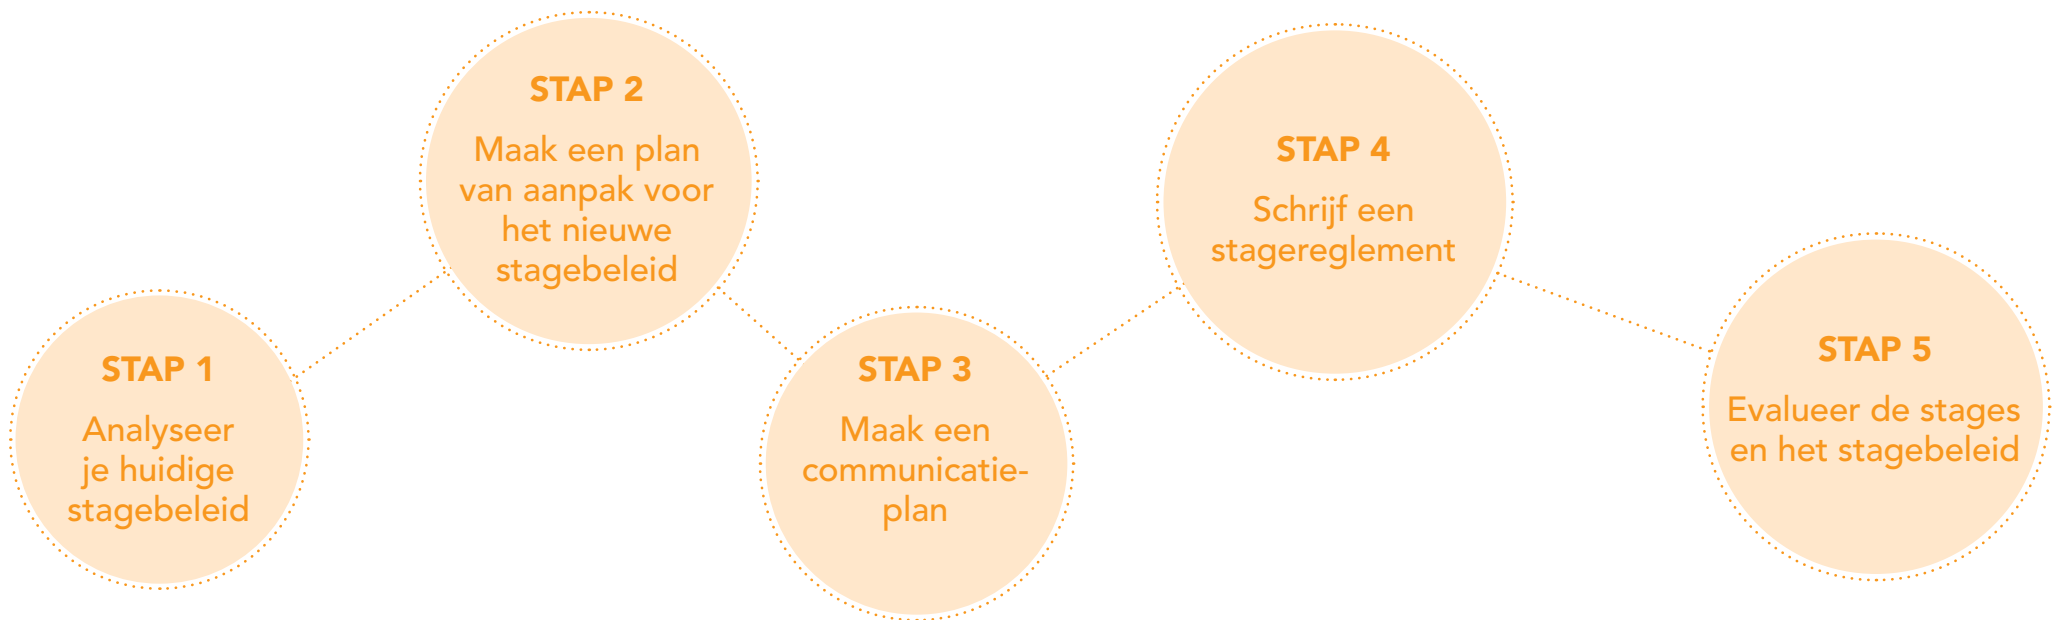 STAP 1
Analyseer
je huidige
stagebeleid
STAP 2
Maak een plan
van aanpak voor
het nieuwe
stagebeleid
STAP 3
Maak een
communicatie-
plan
STAP 4
Schrijf een
stagereglement
STAP 5
Evalueer de stages
en het stagebeleid